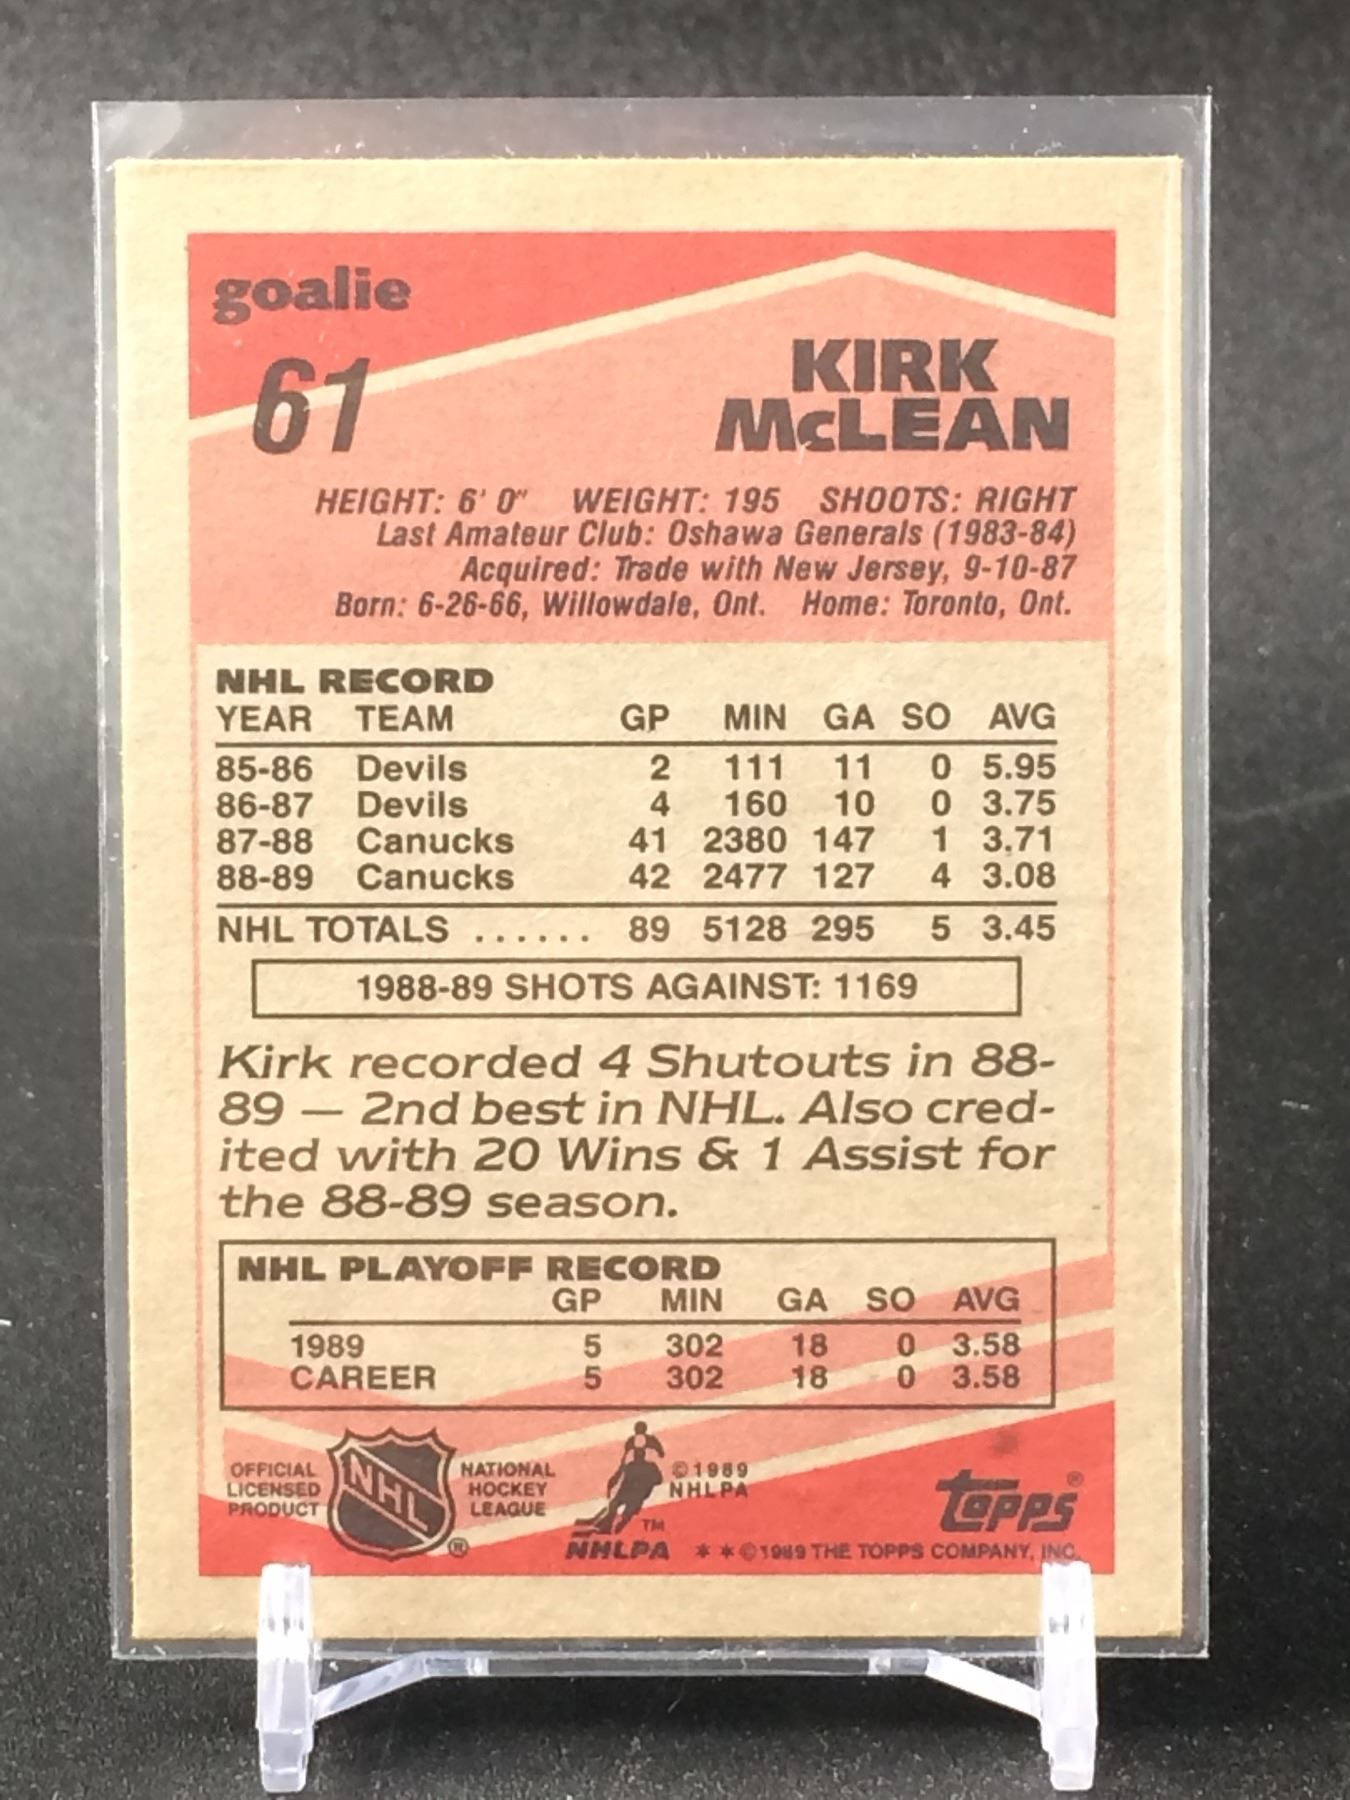 goalie
61
KIRK
McLEAN
HEIGHT: 6' 0" WEIGHT: 195 SHOOTS: RIGHT
Last Amateur Club: Oshawa Generals (1983-84)
Acquired: Trade with New Jersey, 9-10-87
Born: 6-26-66, Willowdale, Ont. Home: Toronto, Ont.
NHL RECORD
YEAR TEAM GP MIN GA SO AVG
85-86 Devils 2 111 11 0 5.95
86-87 Devils 4 160 10 0 3.75
87-88 Canucks 41 2380 147 1 3.71
88-89 Canucks 42 2477 127 4 3.08
NHL TOTALS ...... 89 5128 295 5 3.45
1988-89 SHOTS AGAINST: 1169
Kirk recorded 4 Shutouts in 88-
89 — 2nd best in NHL. Also cred-
ited with 20 Wins & 1 Assist for
the 88-89 season.
NHL PLAYOFF RECORD
GP MIN GA SO AVG
1989 5 302 18 0 3.58
CAREER 5 302 18 0 3.58
OFFICIAL
LICENSED
PRODUCT
NHL
®
NATIONAL
HOCKEY
LEAGUE
©1989
NHLPA
TM
NHLPA
topps®
**©1989 THE TOPPS COMPANY, INC.